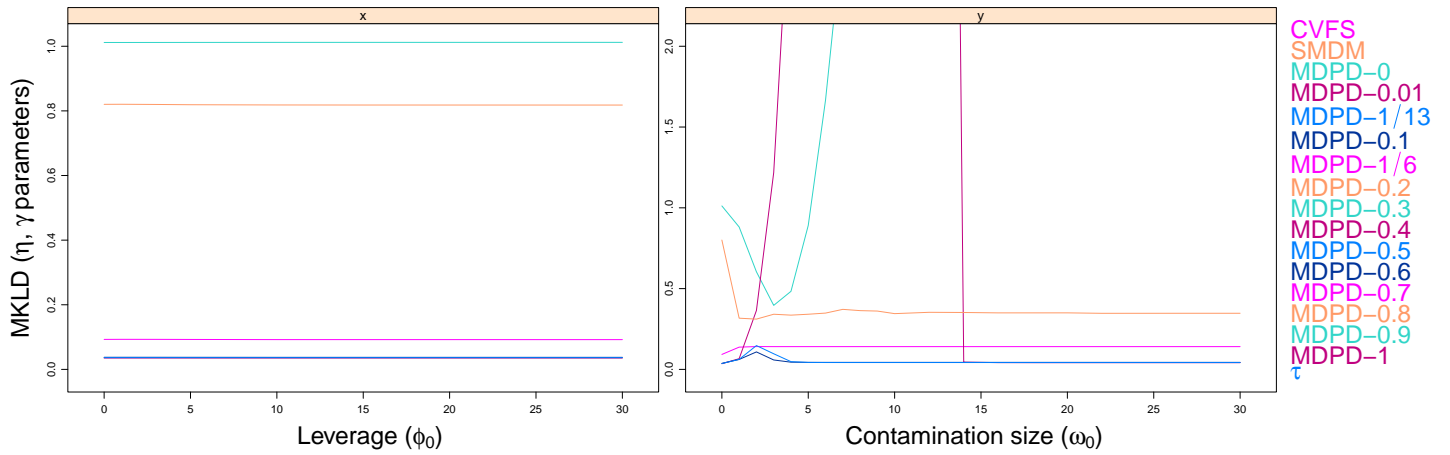 x
y
MKLD (η, γ parameters)
1.0
0.8
0.6
0.4
0.2
0.0
0 5 10 15 20 25 30
Leverage (ϕ₀)
2.0
1.5
1.0
0.5
0.0
0 5 10 15 20 25 30
Contamination size (ω₀)
CVFS
SMDM
MDPD−0
MDPD−0.01
MDPD−1/13
MDPD−0.1
MDPD−1/6
MDPD−0.2
MDPD−0.3
MDPD−0.4
MDPD−0.5
MDPD−0.6
MDPD−0.7
MDPD−0.8
MDPD−0.9
MDPD−1
τ